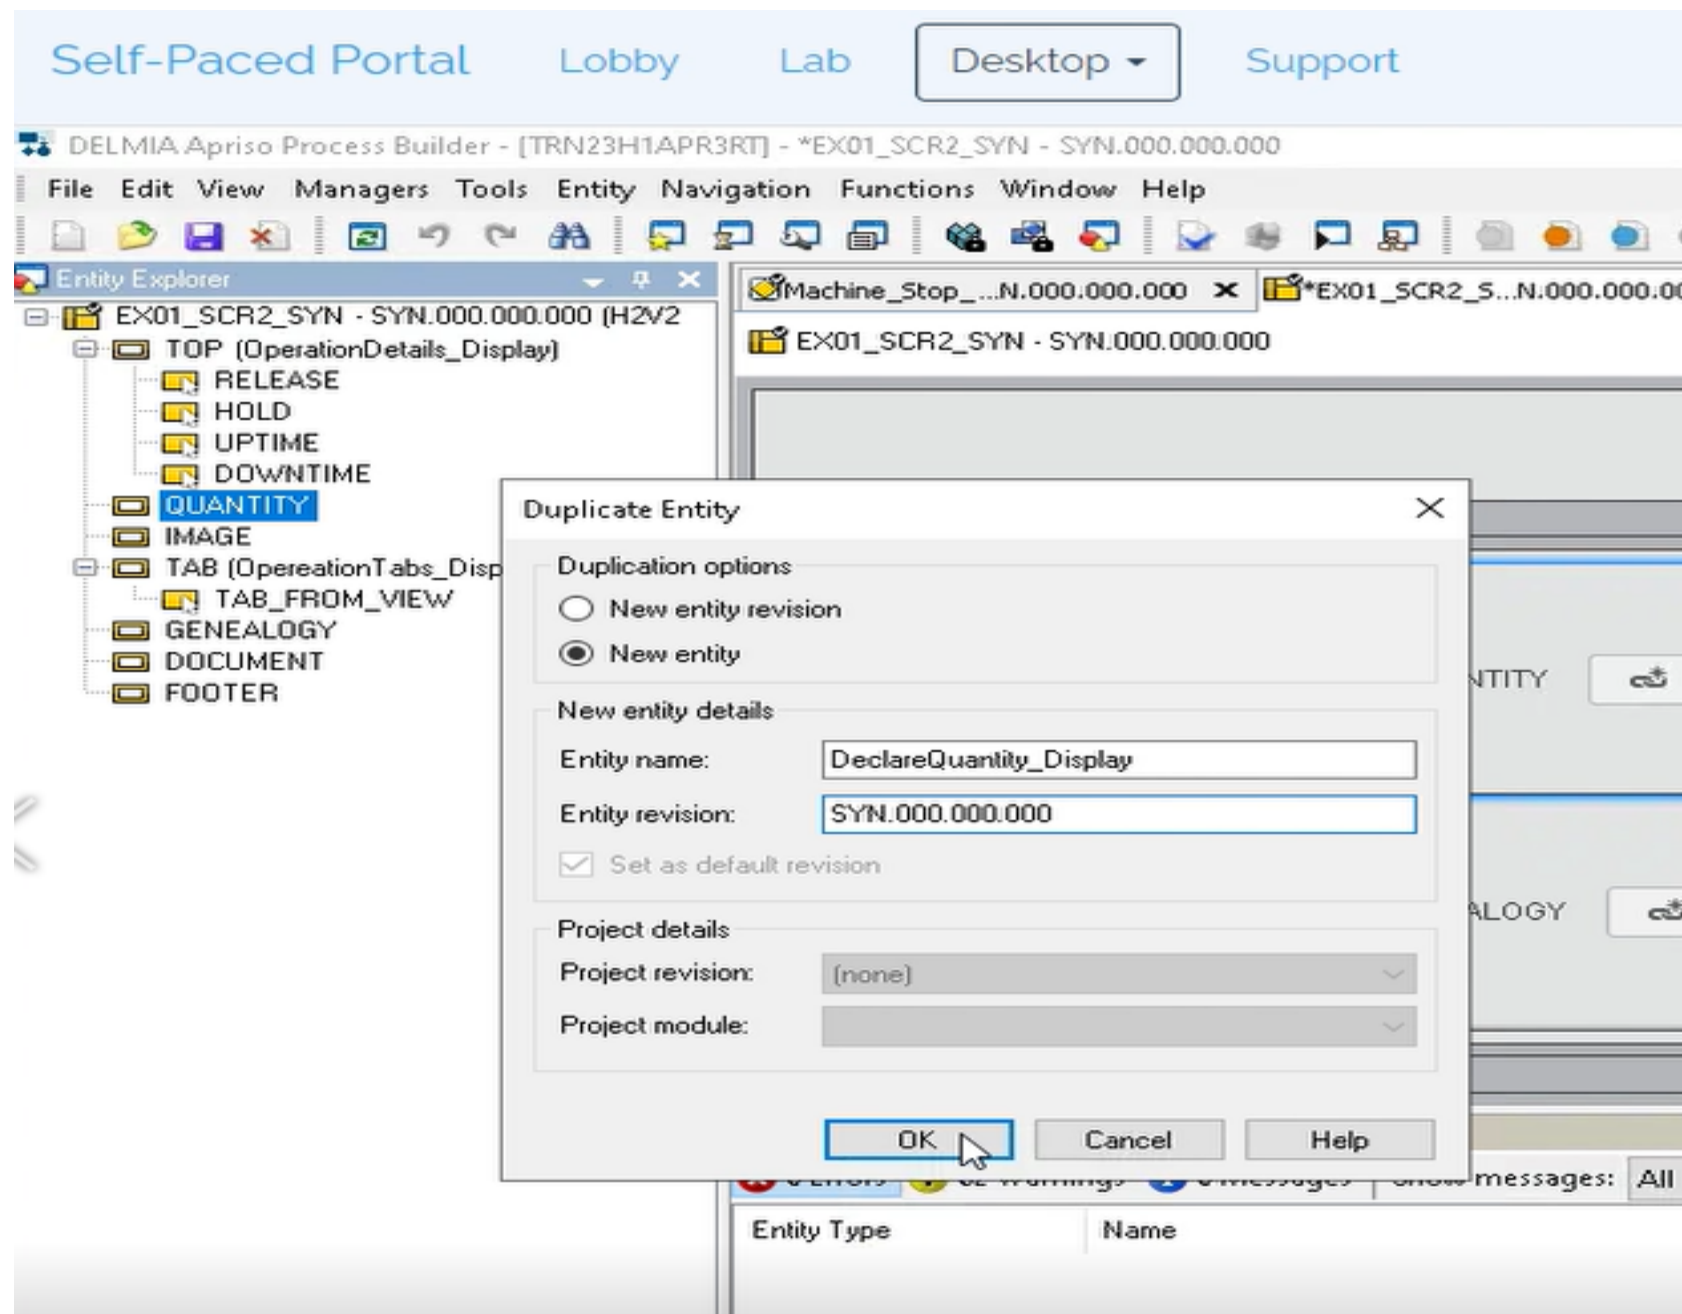 Self-Paced Portal Lobby Lab Desktop Support
DELMIA Apriso Process Builder - [TRN23H1APR3RT] - *EX01_SCR2_SYN - SYN.000.000.000
File Edit View Managers Tools Entity Navigation Functions Window Help
Entity Explorer
Machine_Stop_...N.000.000.000
*EX01_SCR2_S...N.000.000.00
EX01_SCR2_SYN - SYN.000.000.000 (H2V2
EX01_SCR2_SYN - SYN.000.000.000
TOP (OperationDetails_Display)
RELEASE
HOLD
UPTIME
DOWNTIME
QUANTITY
IMAGE
TAB (OpereationTabs_Disp
TAB_FROM_VIEW
GENEALOGY
DOCUMENT
FOOTER
Duplicate Entity
Duplication options
New entity revision
New entity
New entity details
Entity name: DeclareQuantity_Display
Entity revision: SYN.000.000.000
Set as default revision
Project details
Project revision: (none)
Project module:
OK Cancel Help
NTITY
ALOGY
messages: All
Entity Type Name